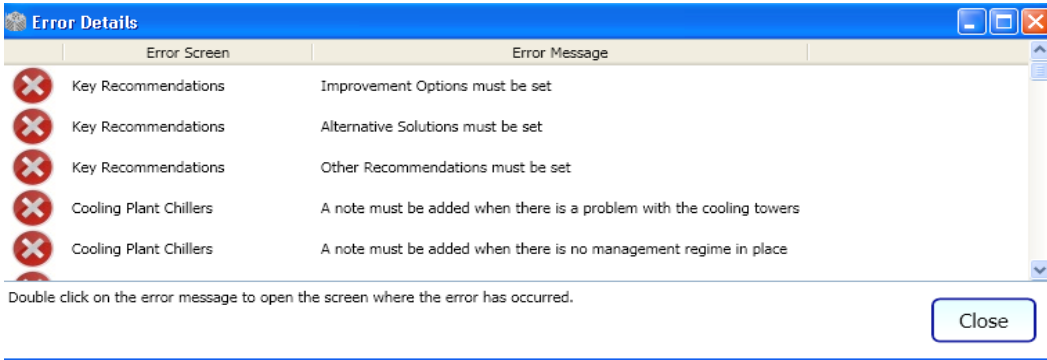 Error Details
Error Screen Error Message
Key Recommendations Improvement Options must be set
Key Recommendations Alternative Solutions must be set
Key Recommendations Other Recommendations must be set
Cooling Plant Chillers A note must be added when there is a problem with the cooling towers
Cooling Plant Chillers A note must be added when there is no management regime in place
Double click on the error message to open the screen where the error has occurred.
Close